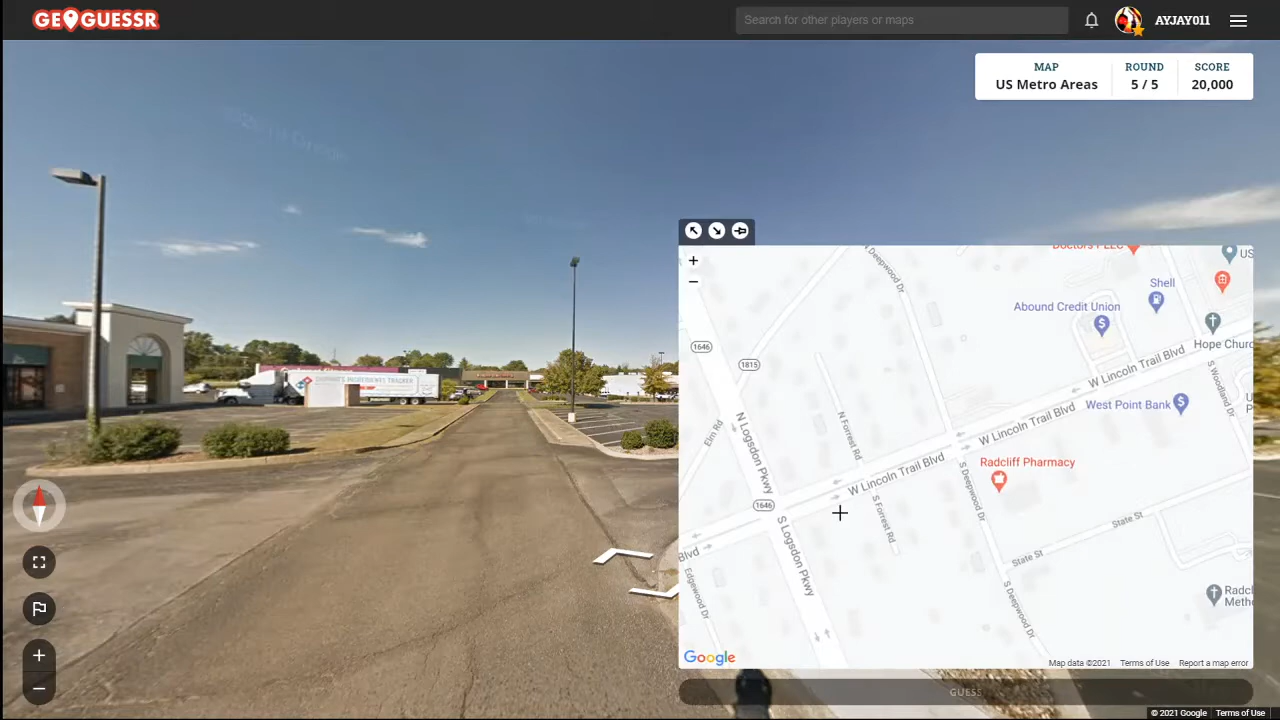 GEOGUESSR
Search for other players or maps
AYJAY011
MAP
US Metro Areas
ROUND
5 / 5
SCORE
20,000
+
−
Doctors PLLC
US
N Deepwood Dr
Shell
Abound Credit Union
Hope Churc
1646
1815
W Lincoln Trail Blvd
West Point Bank
S Woodland Dr
N Logsdon Pkwy
Elm Rd
N Forrest Rd
W Lincoln Trail Blvd
W Lincoln Trail Blvd
Radcliff Pharmacy
1646
S Forrest Rd
S Deepwood Dr
State St
Blvd
S Logsdon Pkwy
State St
Edgewood Dr
S Deepwood Dr
Radcl
Metho
Google
Map data ©2021
Terms of Use
Report a map error
GUESS
+
−
© 2021 Google
Terms of Use